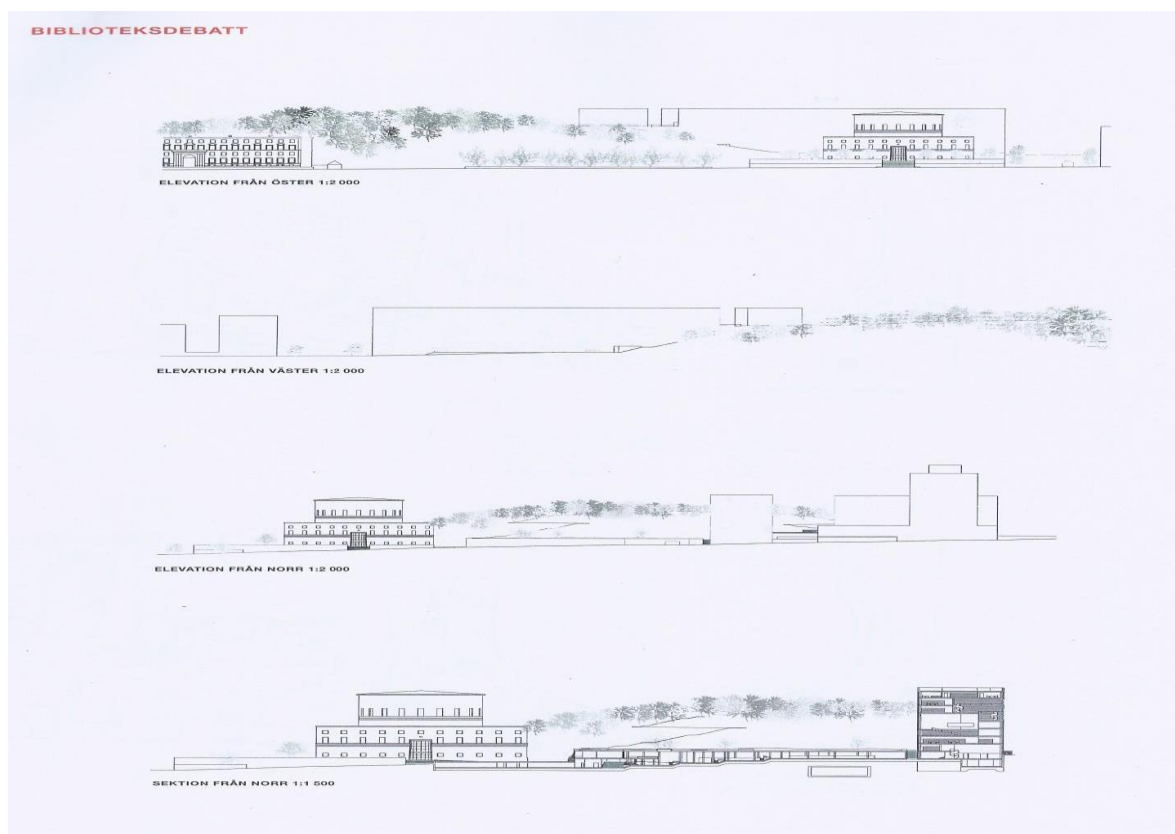 BIBLIOTEKSDEBATT
ELEVATION FRÅN ÖSTER 1:2 000
ELEVATION FRÅN VÄSTER 1:2 000
ELEVATION FRÅN NORR 1:2 000
SEKTION FRÅN NORR 1:1 500